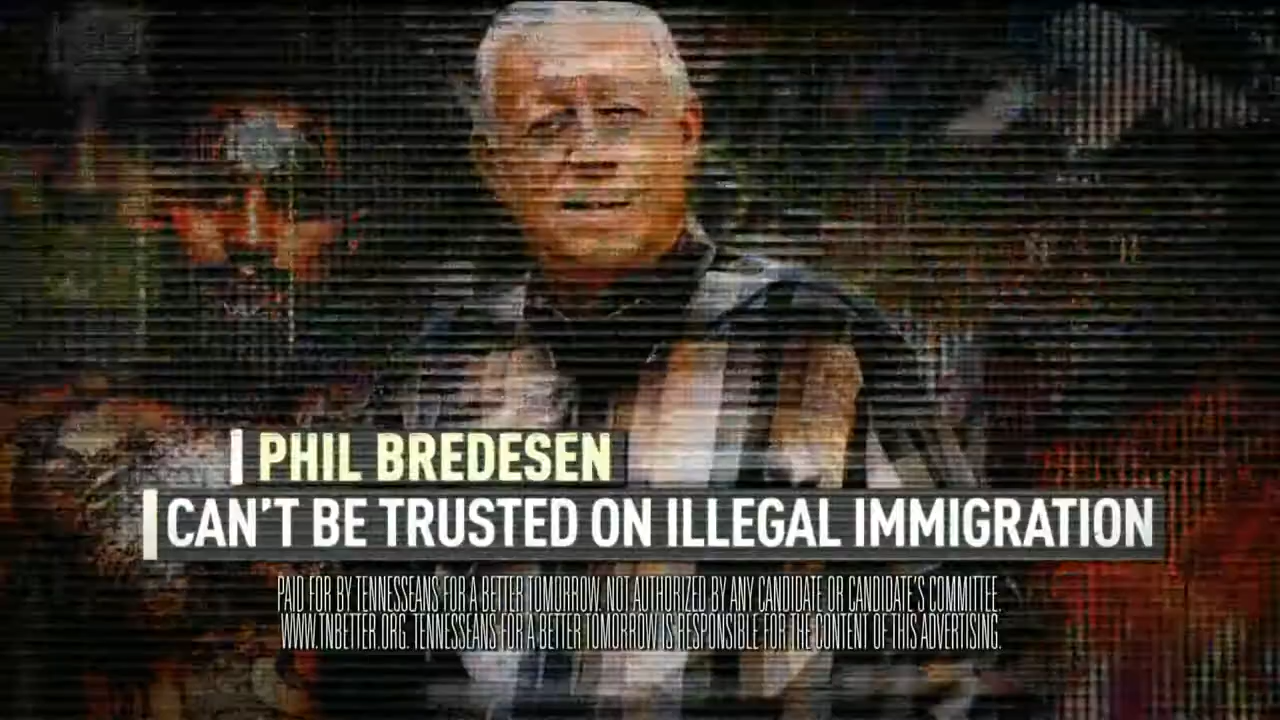 PHIL BREDESEN
CAN'T BE TRUSTED ON ILLEGAL IMMIGRATION
PAID FOR BY TENNESSEANS FOR A BETTER TOMORROW. NOT AUTHORIZED BY ANY CANDIDATE OR CANDIDATE'S COMMITTEE.
WWW.TNBETTER.ORG. TENNESSEANS FOR A BETTER TOMORROW IS RESPONSIBLE FOR THE CONTENT OF THIS ADVERTISING.